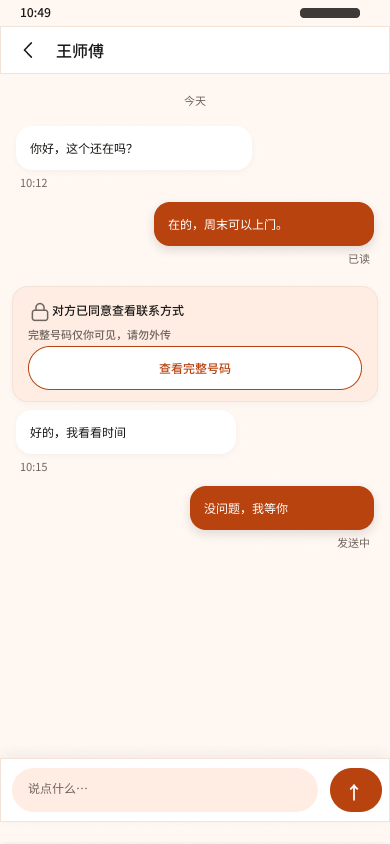 10:49
王师傅
今天
你好，这个还在吗？
10:12
在的，周末可以上门。
已读
对方已同意查看联系方式
完整号码仅你可见，请勿外传
查看完整号码
好的，我看看时间
10:15
没问题，我等你
发送中
说点什么…